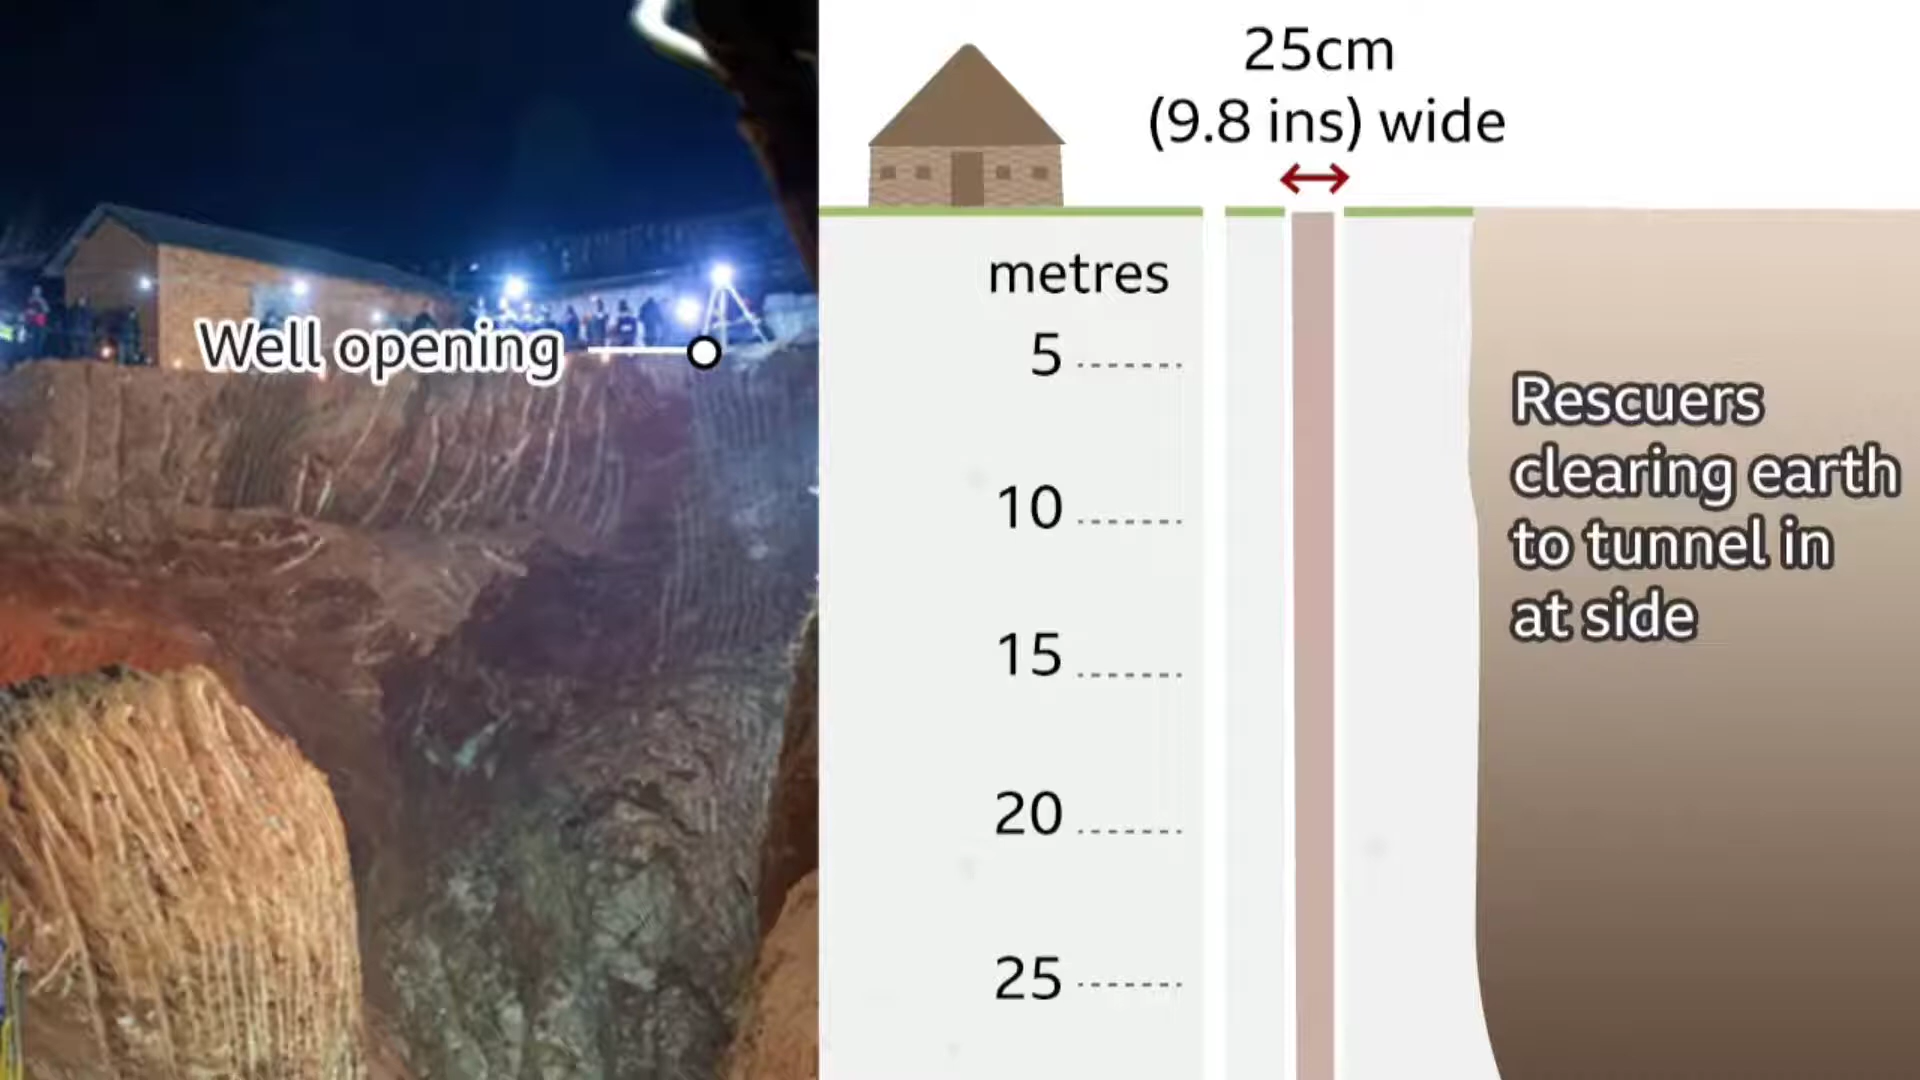 Well opening
25cm
(9.8 ins) wide
metres
5
10
15
20
25
Rescuers
clearing earth
to tunnel in
at side